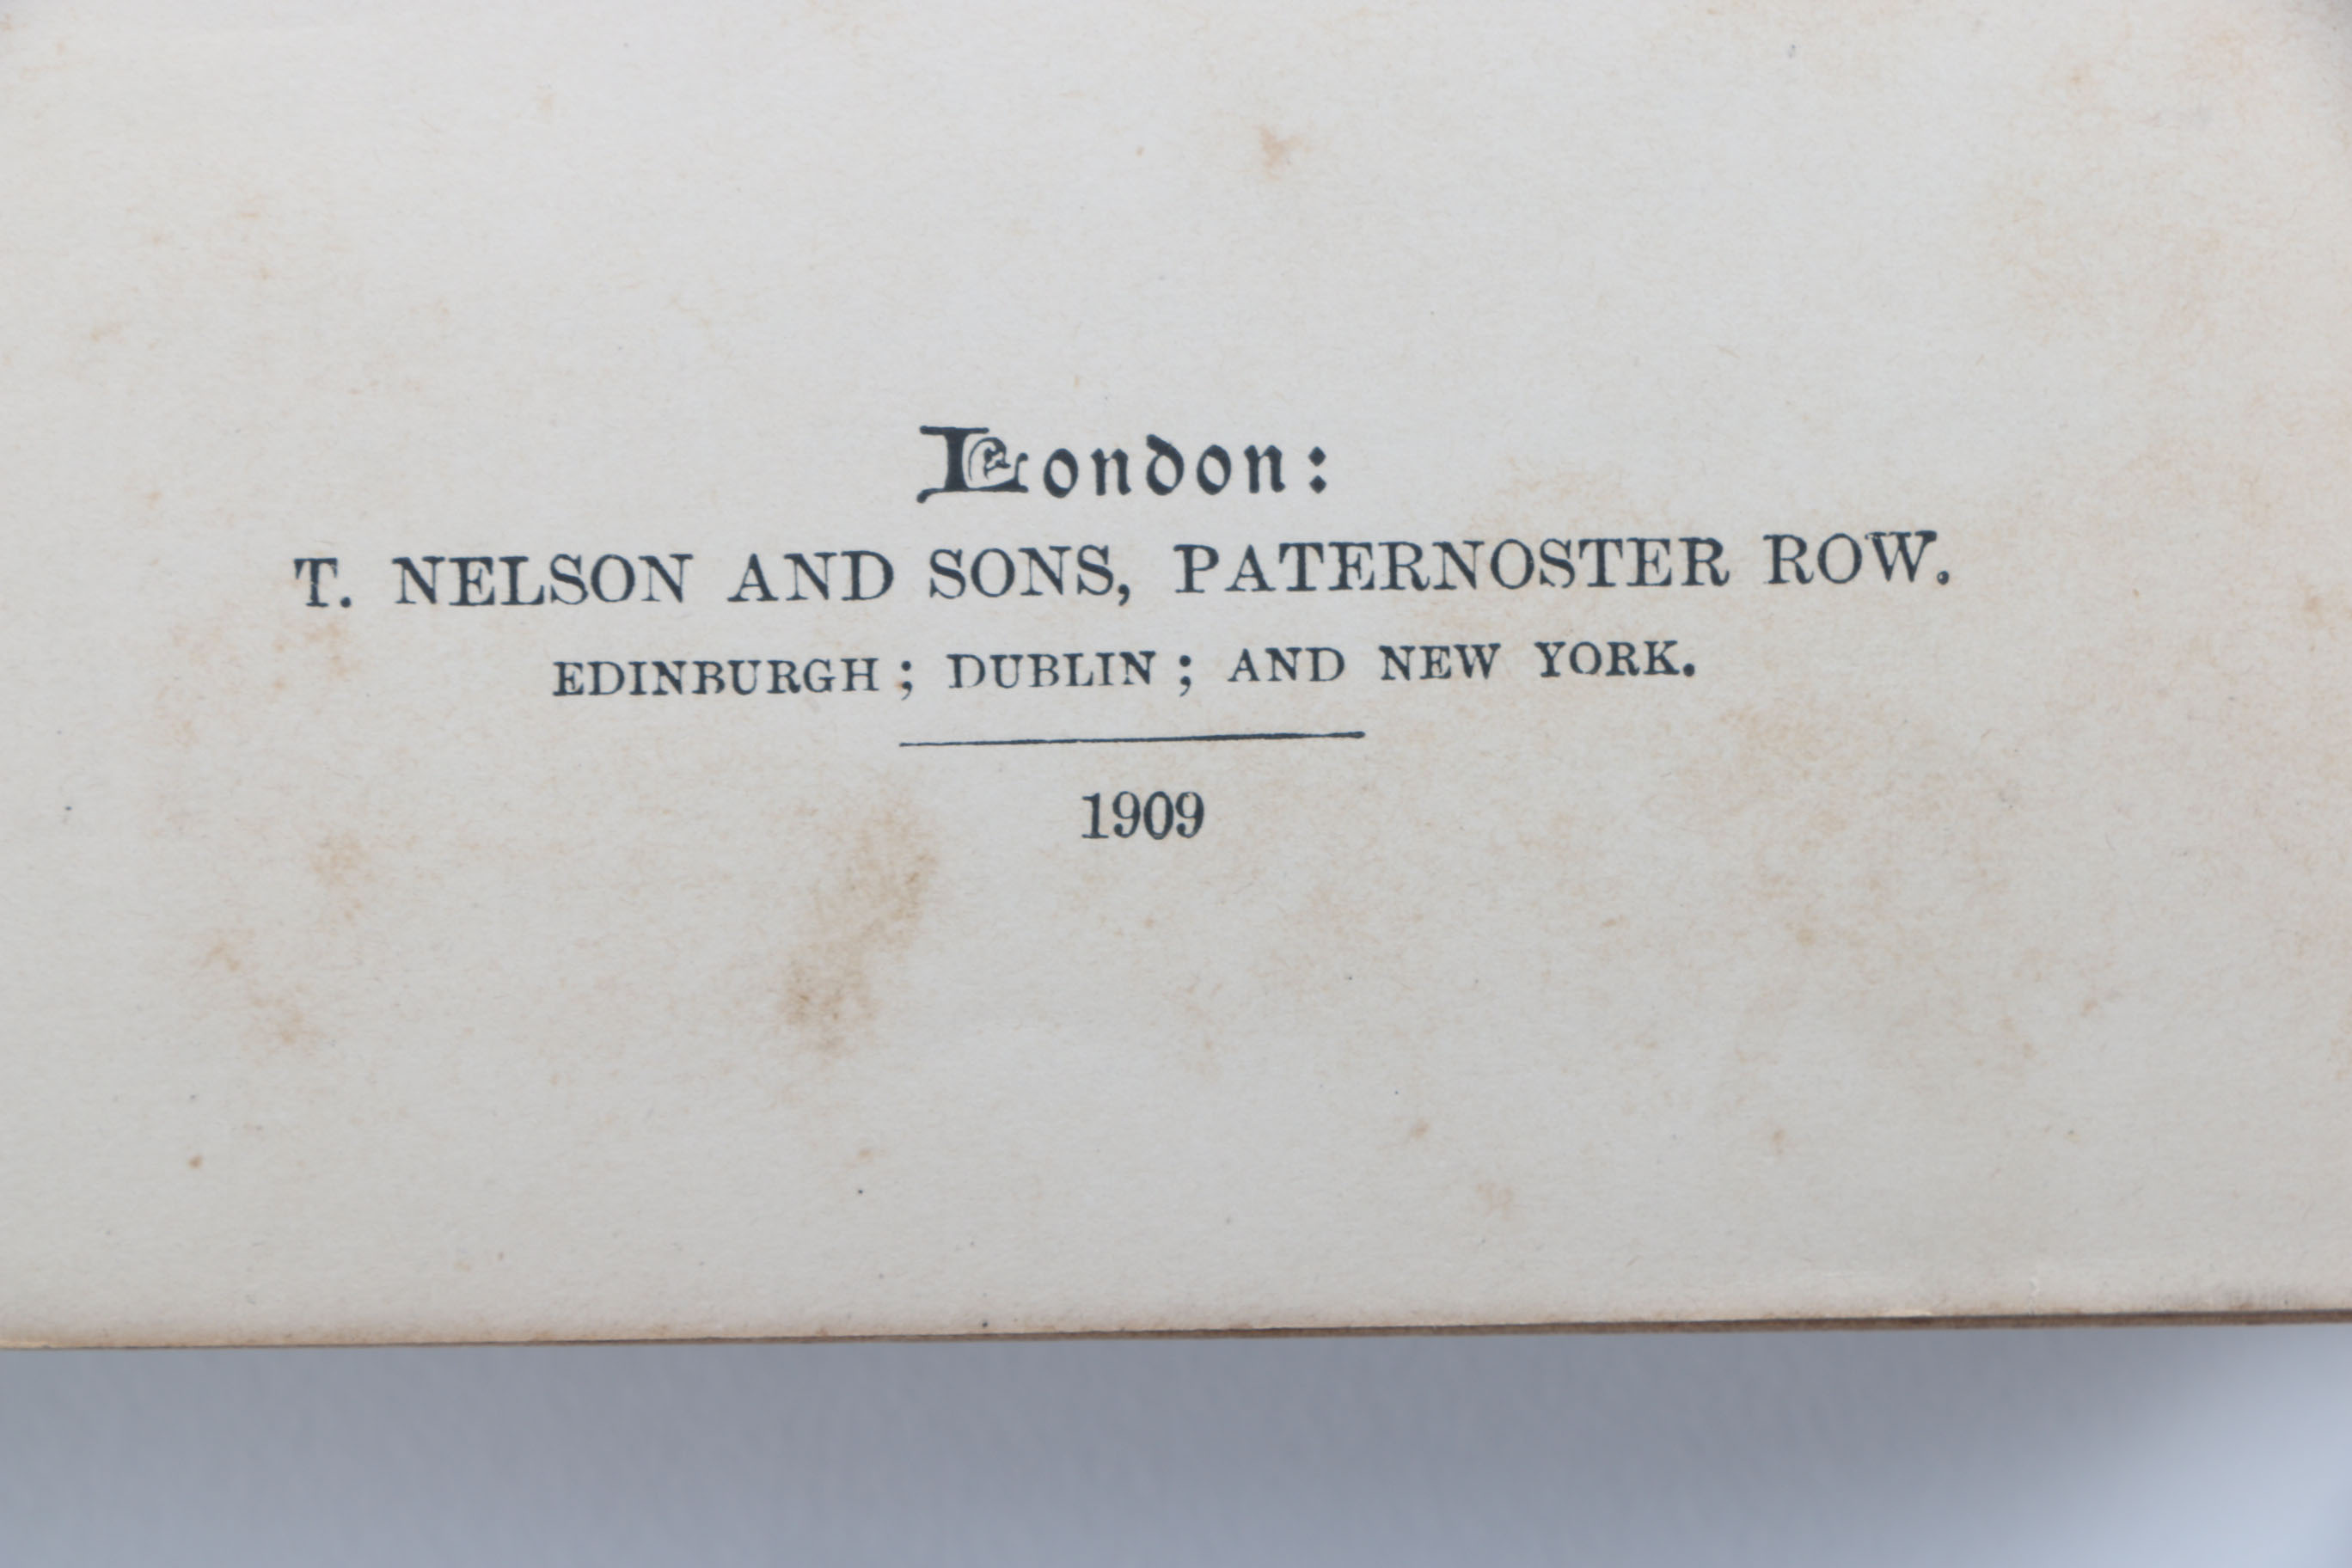 London:
T. NELSON AND SONS, PATERNOSTER ROW.
EDINBURGH; DUBLIN; AND NEW YORK.
1909